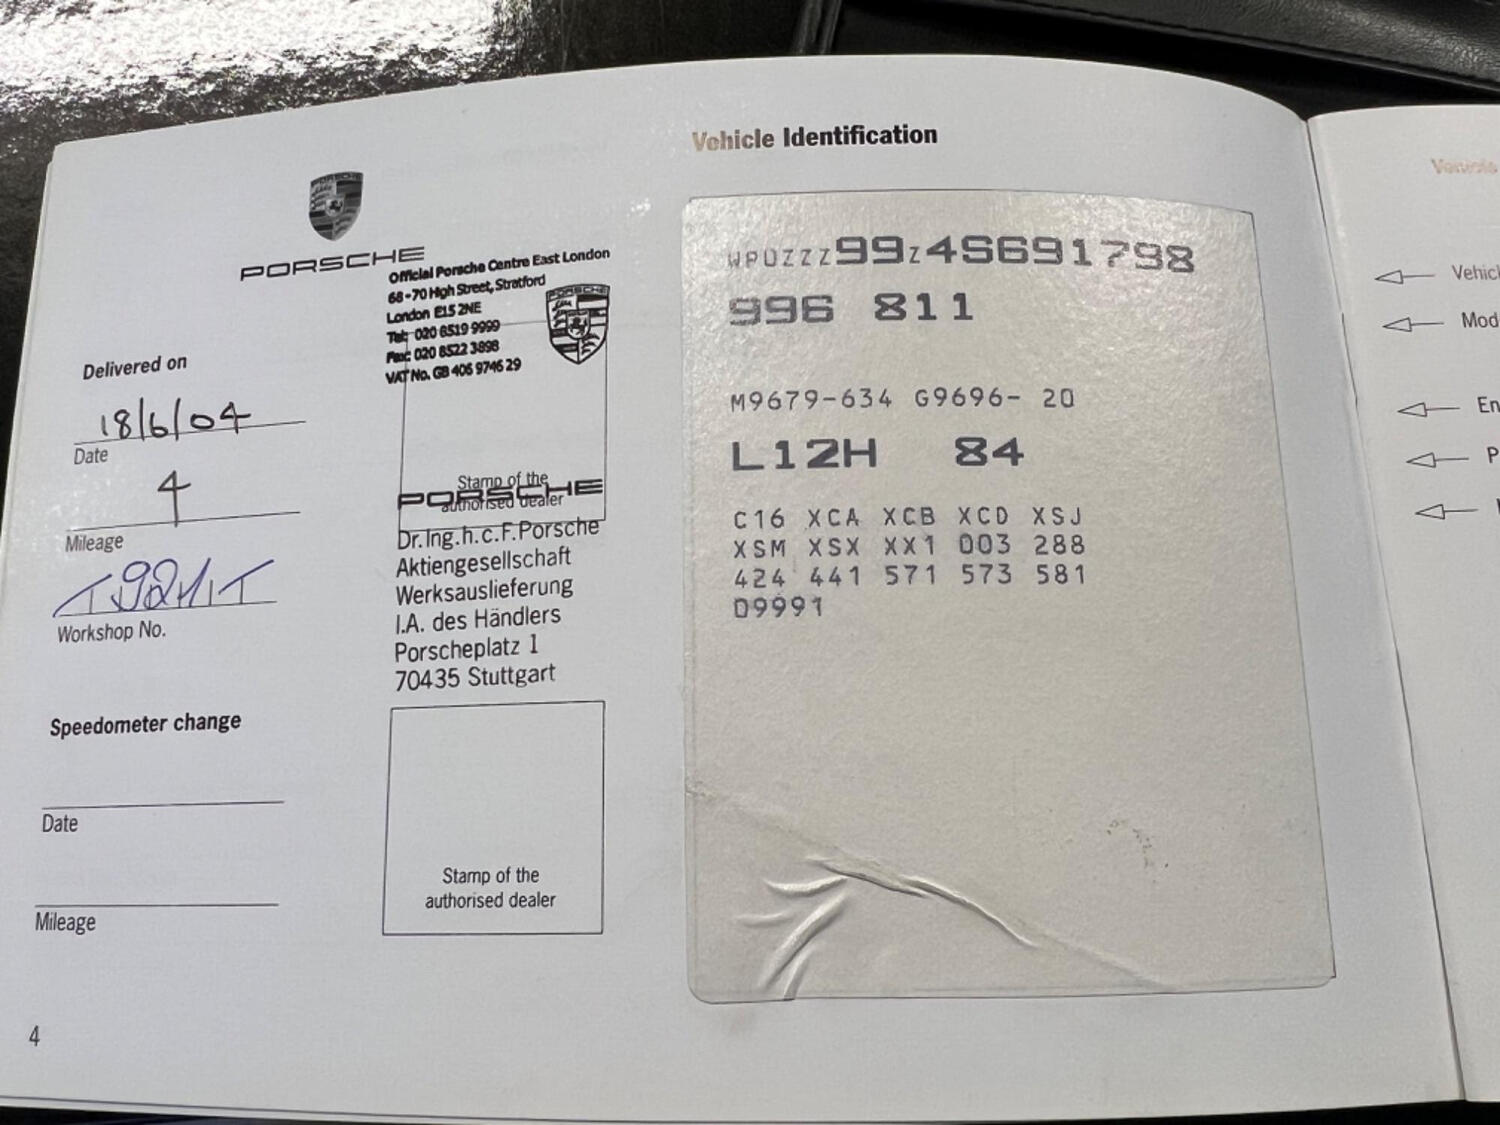 PORSCHE
PORSCHE
Official Porsche Centre East London
68-70 High Street, Stratford
London E15 2NE
Tel: 020 8519 9999
Fax: 020 8522 3898
VAT No. GB 406 9746 29
PORSCHE
Delivered on
18/6/04
Date
4
Mileage
Workshop No.
Stamp of the
authorised dealer
PORSCHE
Dr.Ing.h.c.F.Porsche
Aktiengesellschaft
Werksauslieferung
I.A. des Händlers
Porscheplatz 1
70435 Stuttgart
Speedometer change
Date
Mileage
Stamp of the
authorised dealer
4
Vehicle Identification
WPOZZZ99Z4S691798
996 811
M9679-634 G9696- 20
L12H 84
C16 XCA XCB XCD XSJ
XSM XSX XX1 003 288
424 441 571 573 581
09991
Vehic
Mod
En
P